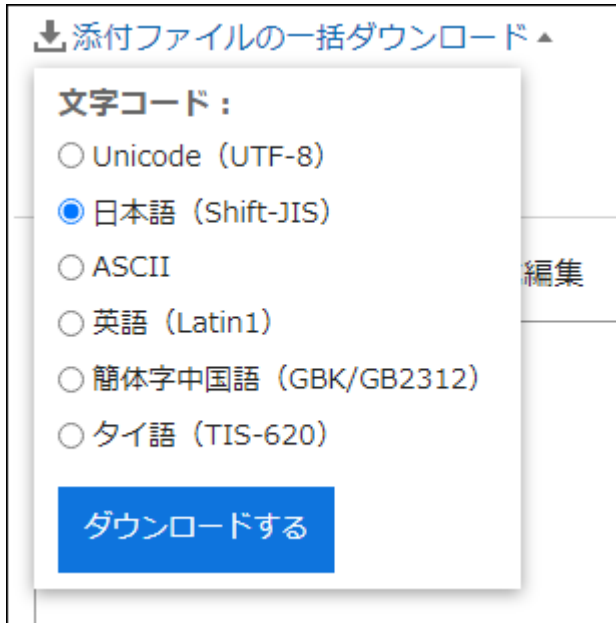 添付ファイルの一括ダウンロード
文字コード：
Unicode（UTF-8）
日本語（Shift-JIS）
ASCII
編集
英語（Latin1）
簡体字中国語（GBK/GB2312）
タイ語（TIS-620）
ダウンロードする